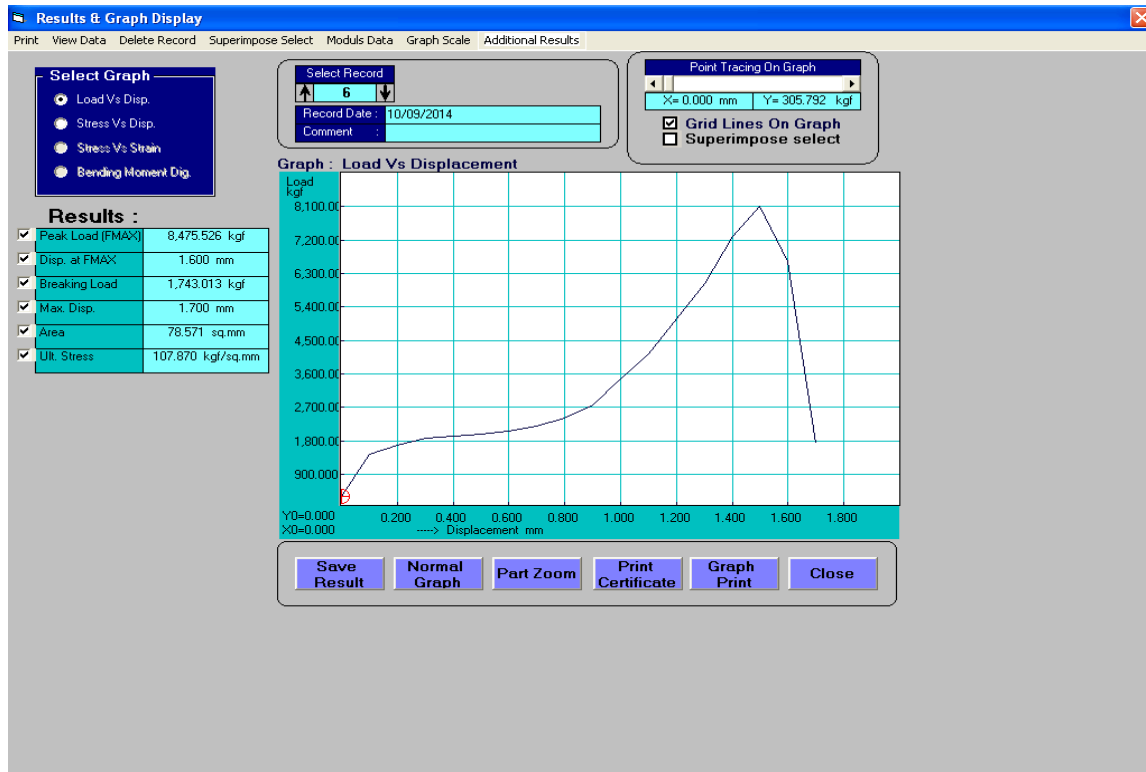 Results & Graph Display
Print View Data Delete Record Superimpose Select Moduls Data Graph Scale Additional Results
Select Graph
Load Vs Disp.
Stress Vs Disp.
Stress Vs Strain
Bending Moment Dig.
Select Record
6
Record Date : 10/09/2014
Comment :
Point Tracing On Graph
X= 0.000 mm Y= 305.792 kgf
Grid Lines On Graph
Superimpose select
Results :
Peak Load (FMAX) 8,475.526 kgf
Disp. at FMAX 1.600 mm
Breaking Load 1,743.013 kgf
Max. Disp. 1.700 mm
Area 78.571 sq.mm
Ult. Stress 107.870 kgf/sq.mm
Graph : Load Vs Displacement
Load
kgf
8,100.00
7,200.00
6,300.00
5,400.00
4,500.00
3,600.00
2,700.00
1,800.00
900.000
Y0=0.000 0.200 0.400 0.600 0.800 1.000 1.200 1.400 1.600 1.800
X0=0.000 ----> Displacement mm
Save Result
Normal Graph
Part Zoom
Print Certificate
Graph Print
Close